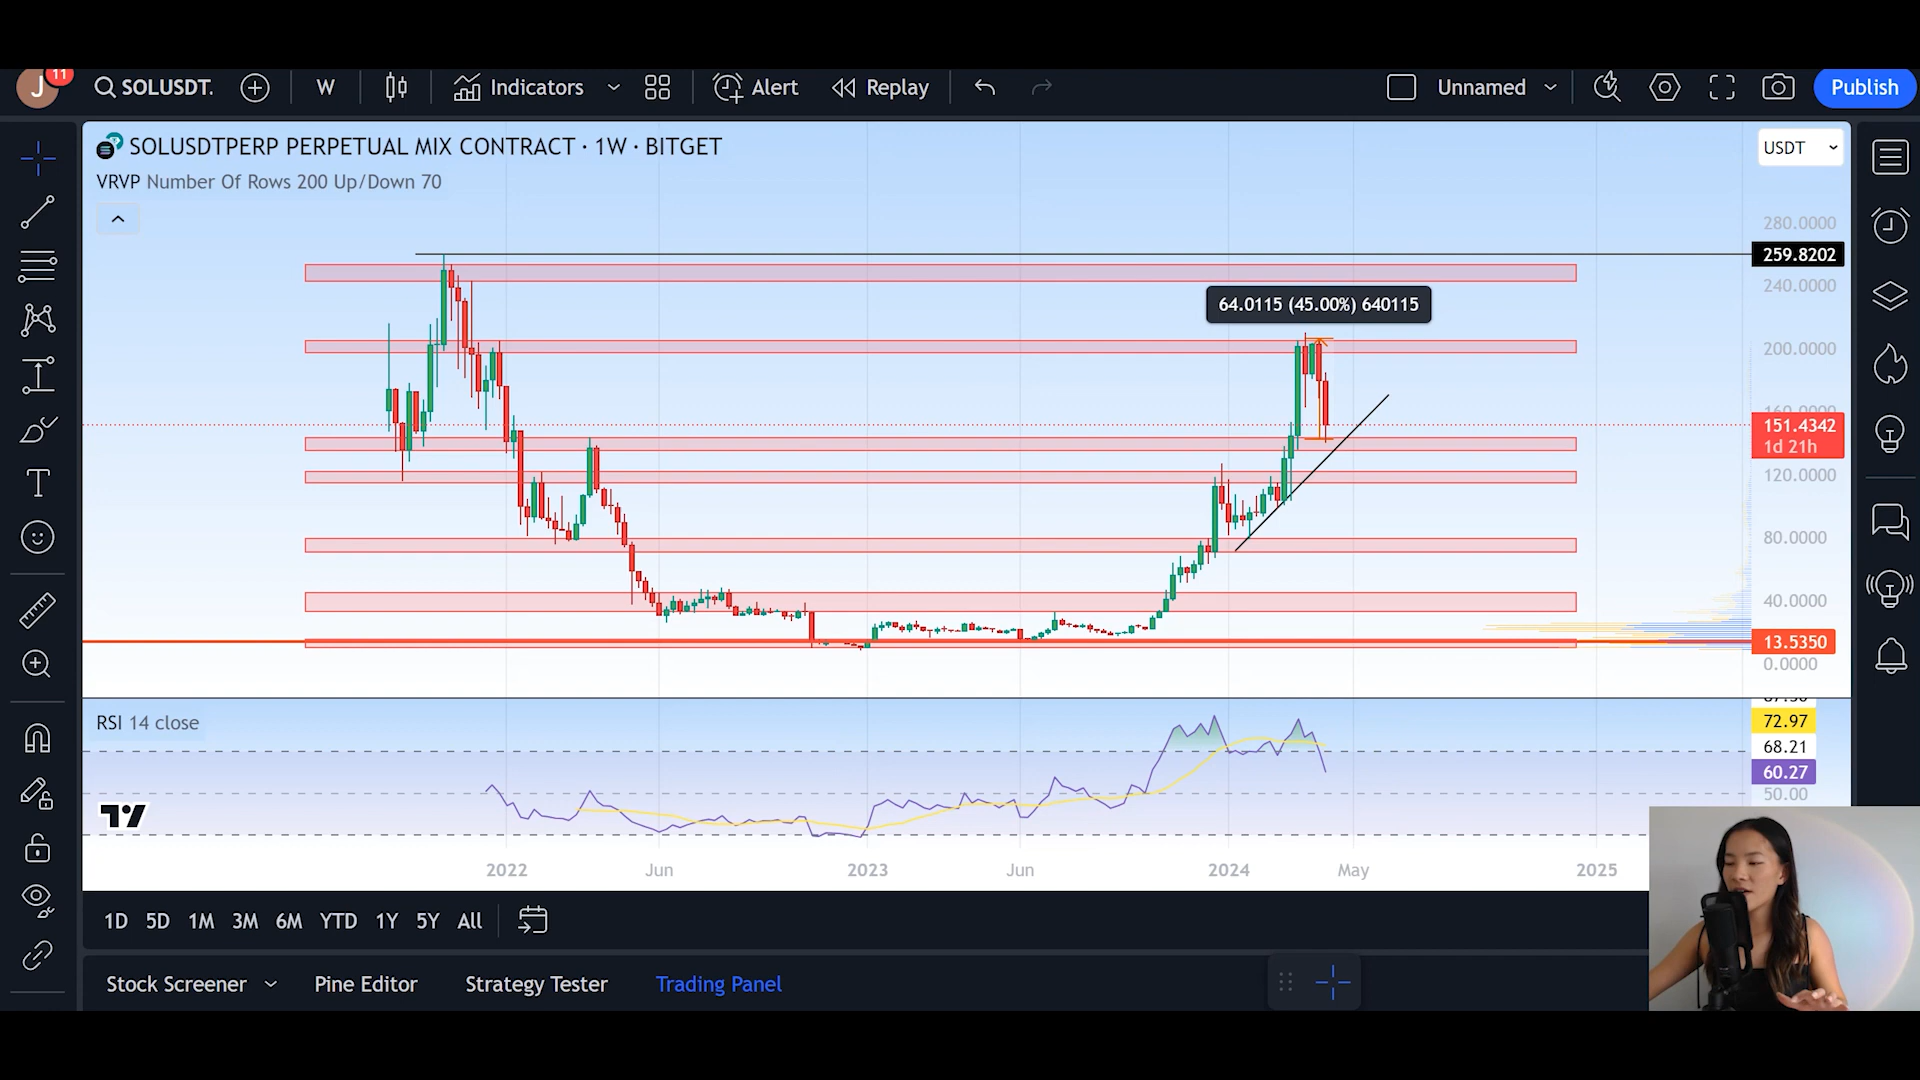 J 11 SOLUSDT. W Indicators Alert Replay Unnamed Publish
SOLUSDTPERP PERPETUAL MIX CONTRACT · 1W · BITGET
USDT
VRVP Number Of Rows 200 Up/Down 70
280.0000
259.8202
240.0000
64.0115 (45.00%) 640115
200.0000
160.0000
151.4342
1d 21h
120.0000
80.0000
40.0000
13.5350
0.0000
RSI 14 close
72.97
68.21
60.27
50.00
2022 Jun 2023 Jun 2024 May 2025
1D 5D 1M 3M 6M YTD 1Y 5Y All
Stock Screener Pine Editor Strategy Tester Trading Panel